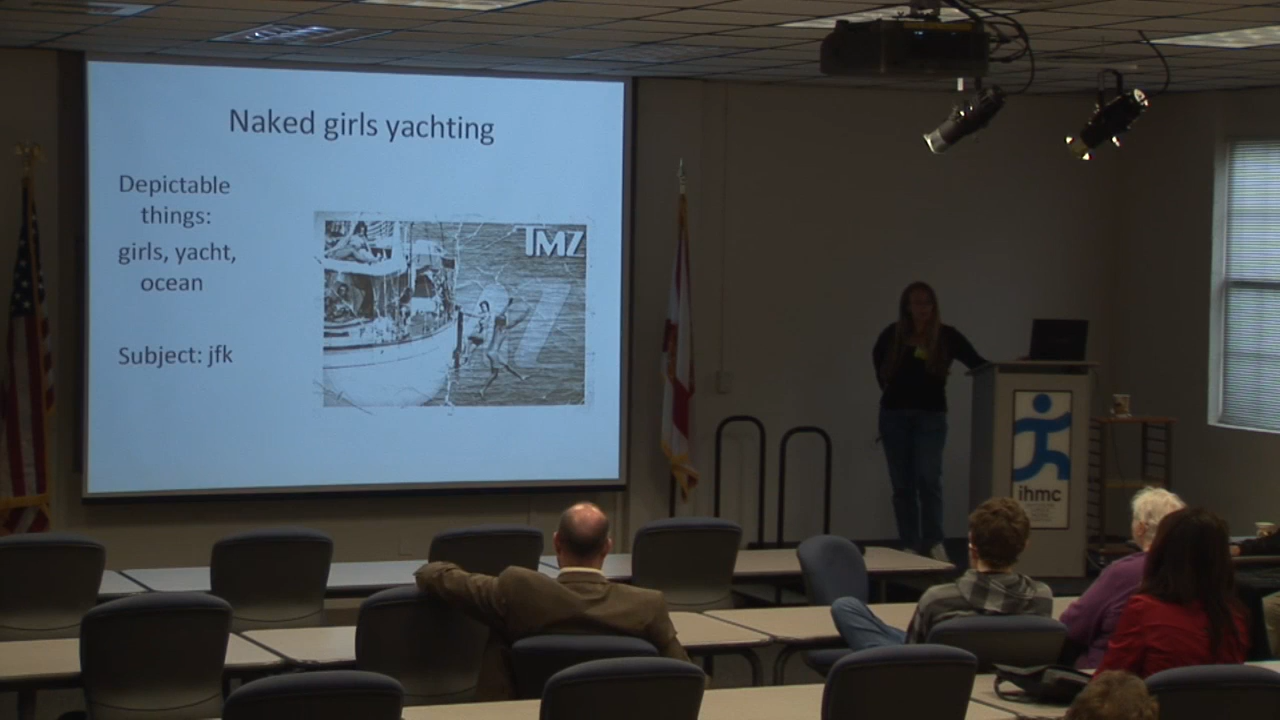 Naked girls yachting
Depictable
things:
girls, yacht,
ocean
Subject: jfk
TMZ
ihmc